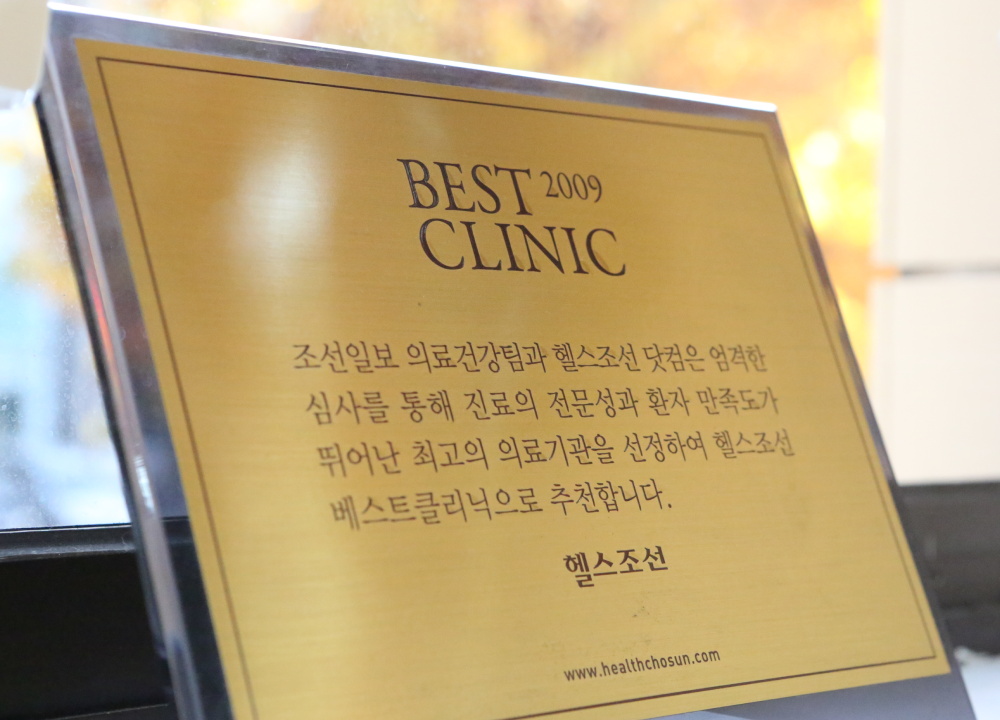 BEST 2009
CLINIC
조선일보 의료건강팀과 헬스조선 닷컴은 엄격한
심사를 통해 진료의 전문성과 환자 만족도가
뛰어난 최고의 의료기관을 선정하여 헬스조선
베스트클리닉으로 추천합니다.
헬스조선
www.healthchosun.com